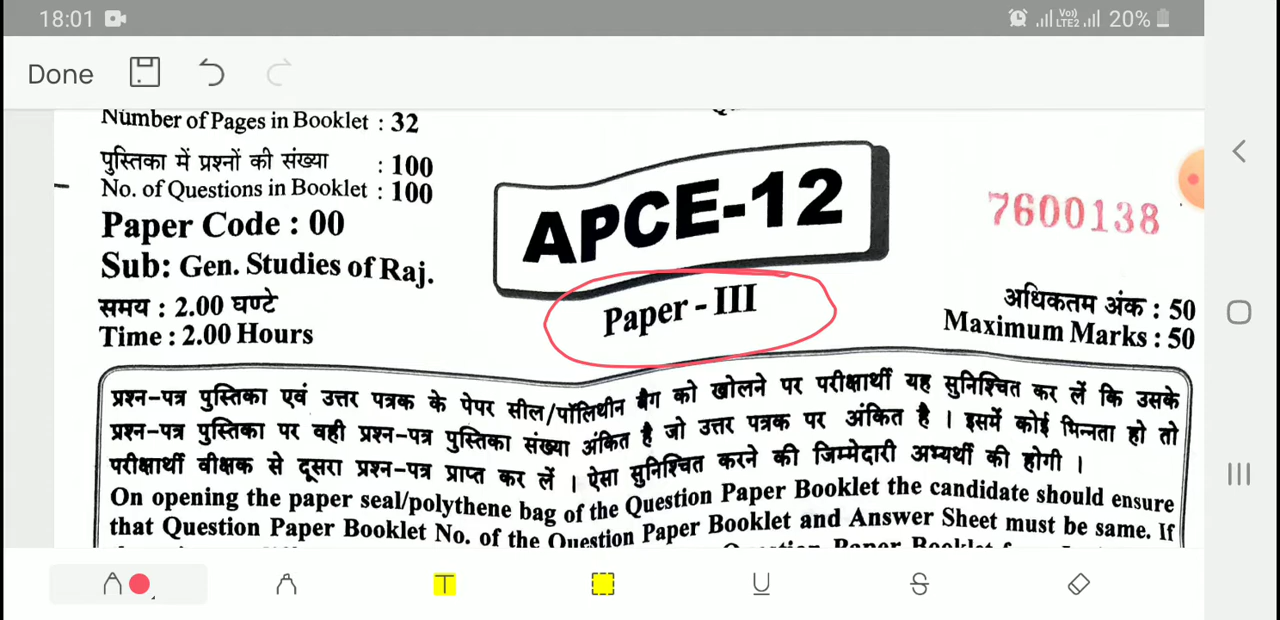 18:01
Vo)) LTE2 20%
Done
Number of Pages in Booklet : 32
पुस्तिका में प्रश्नों की संख्या : 100
No. of Questions in Booklet : 100
Paper Code : 00
Sub: Gen. Studies of Raj.
समय : 2.00 घण्टे
Time : 2.00 Hours
APCE-12
Paper - III
7600138
अधिकतम अंक : 50
Maximum Marks : 50
प्रश्न-पत्र पुस्तिका एवं उत्तर पत्रक के पेपर सील/पॉलिथीन बैग को खोलने पर परीक्षार्थी यह सुनिश्चित कर लें कि उसके
प्रश्न-पत्र पुस्तिका पर वही प्रश्न-पत्र पुस्तिका संख्या अंकित है जो उत्तर पत्रक पर अंकित है । इसमें कोई भिन्नता हो तो
परीक्षार्थी वीक्षक से दूसरा प्रश्न-पत्र प्राप्त कर लें । ऐसा सुनिश्चित करने की जिम्मेदारी अभ्यर्थी की होगी ।
On opening the paper seal/polythene bag of the Question Paper Booklet the candidate should ensure
that Question Paper Booklet No. of the Question Paper Booklet and Answer Sheet must be same. If
Question Paper Booklet
T
U
S